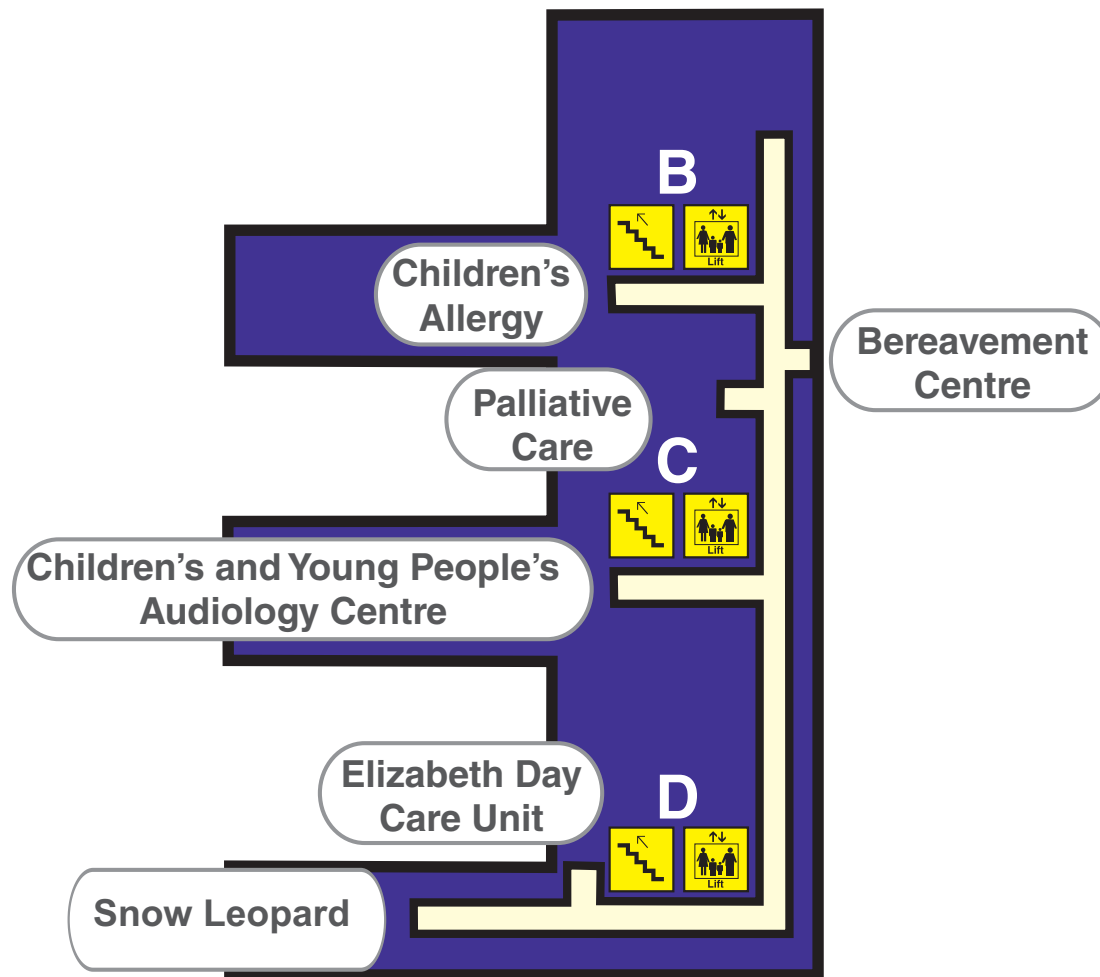 B
Lift
Children's
Allergy
Bereavement
Centre
Palliative
Care
C
Lift
Children's and Young People's
Audiology Centre
Elizabeth Day
Care Unit
D
Lift
Snow Leopard